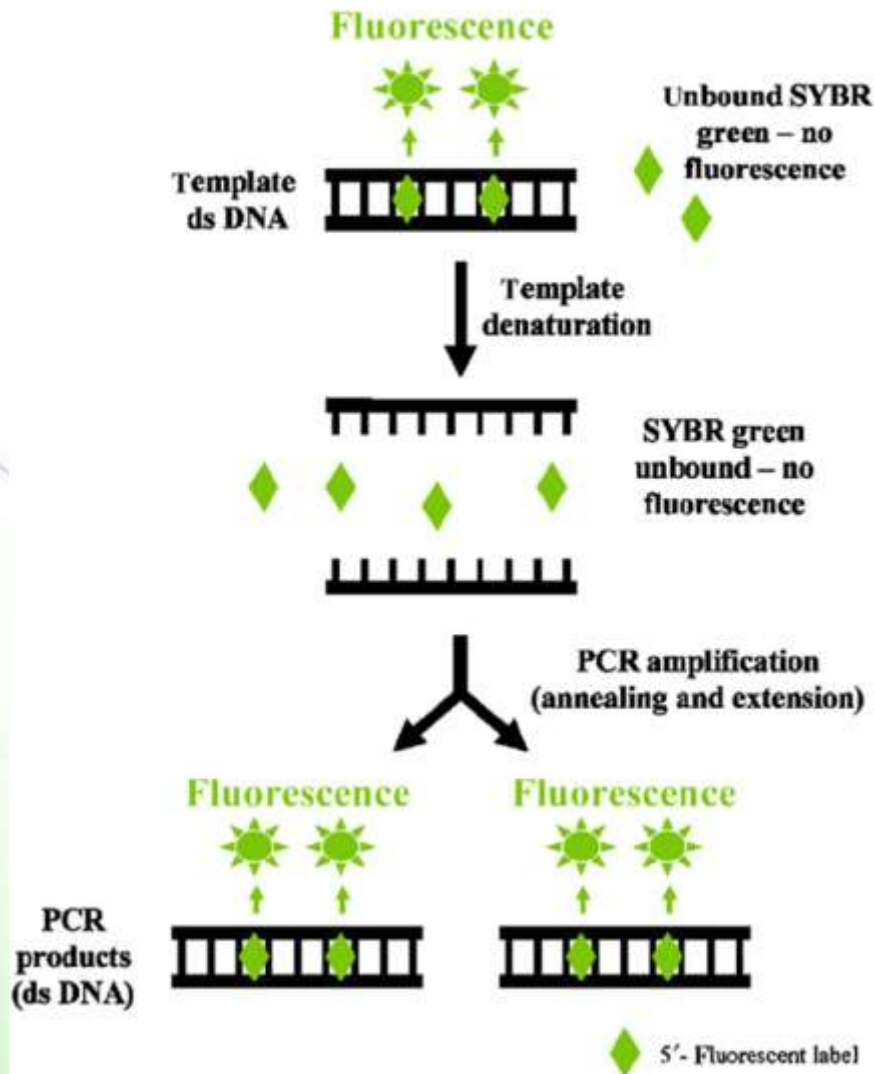 Fluorescence
Unbound SYBR
green – no
fluorescence
Template
ds DNA
Template
denaturation
SYBR green
unbound – no
fluorescence
PCR amplification
(annealing and extension)
Fluorescence
Fluorescence
PCR
products
(ds DNA)
5′- Fluorescent label